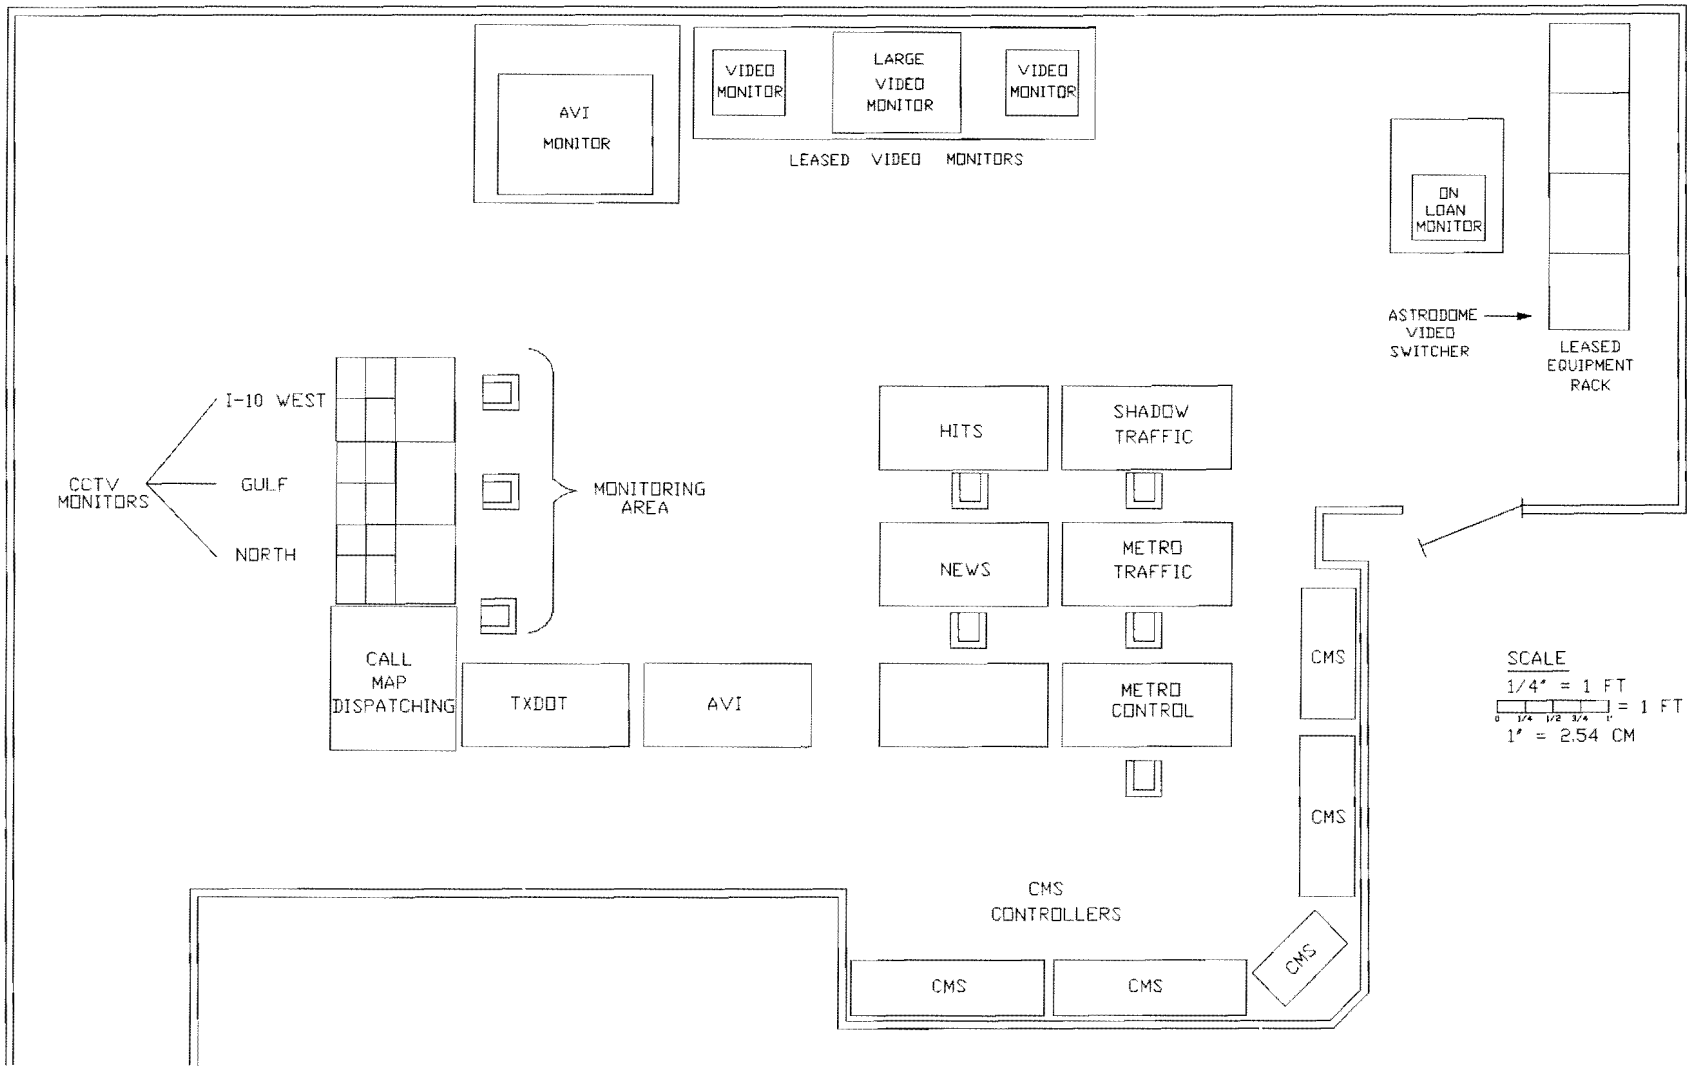 VIDEO
MONITOR
LARGE
VIDEO
MONITOR
VIDEO
MONITOR
AVI
MONITOR
LEASED VIDEO MONITORS
ON
LOAN
MONITOR
ASTRODOME
VIDEO
SWITCHER
LEASED
EQUIPMENT
RACK
I-10 WEST
CCTV
MONITORS
GULF
NORTH
MONITORING
AREA
HITS
SHADOW
TRAFFIC
NEWS
METRO
TRAFFIC
CALL
MAP
DISPATCHING
TXDOT
AVI
METRO
CONTROL
CMS
SCALE
1/4" = 1 FT
= 1 FT
0 1/4 1/2 3/4 1"
1" = 2.54 CM
CMS
CMS
CONTROLLERS
CMS
CMS
CMS